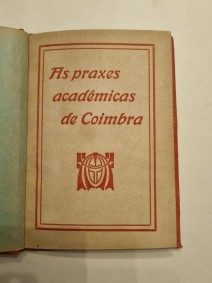 As praxes
académicas
de Coimbra